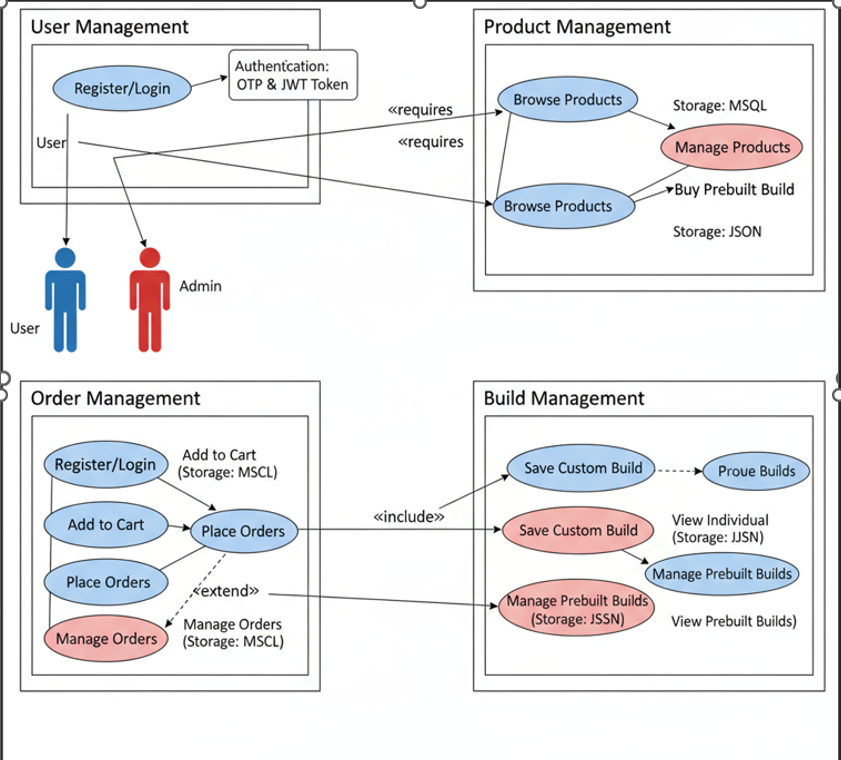 User Management
Register/Login
Authentication:
OTP & JWT Token
User
User
Admin
«requires
«requires
Product Management
Browse Products
Storage: MSQL
Manage Products
Browse Products
Buy Prebuilt Build
Storage: JSON
Order Management
Register/Login
Add to Cart
(Storage: MSCL)
Add to Cart
Place Orders
Place Orders
«extend»
Manage Orders
Manage Orders
(Storage: MSCL)
«include»
Build Management
Save Custom Build
Proue Builds
Save Custom Build
View Individual
(Storage: JJSN)
Manage Prebuilt Builds
Manage Prebuilt Builds
(Storage: JSSN)
View Prebuilt Builds)